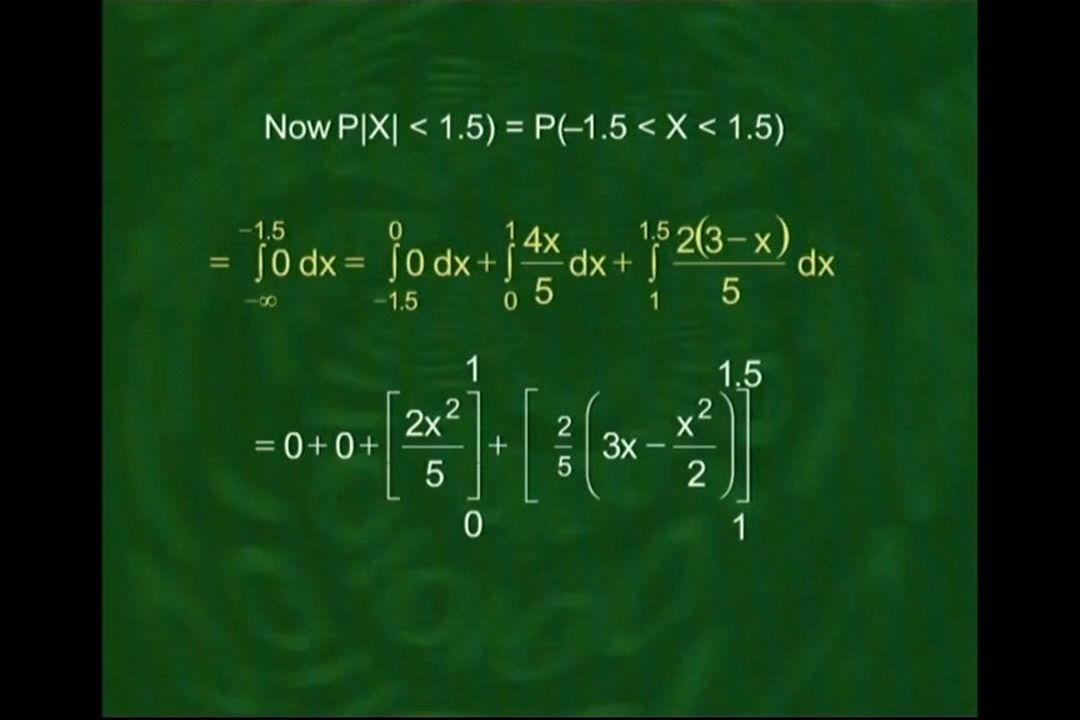 Now P|X| < 1.5) = P(–1.5 < X < 1.5)
= ∫_{–∞}^{–1.5} 0 dx = ∫_{–1.5}^{0} 0 dx + ∫_{0}^{1} 4x/5 dx + ∫_{1}^{1.5} 2(3–x)/5 dx
= 0+0+ [2x²/5]_{0}^{1} + [2/5 (3x – x²/2)]_{1}^{1.5}